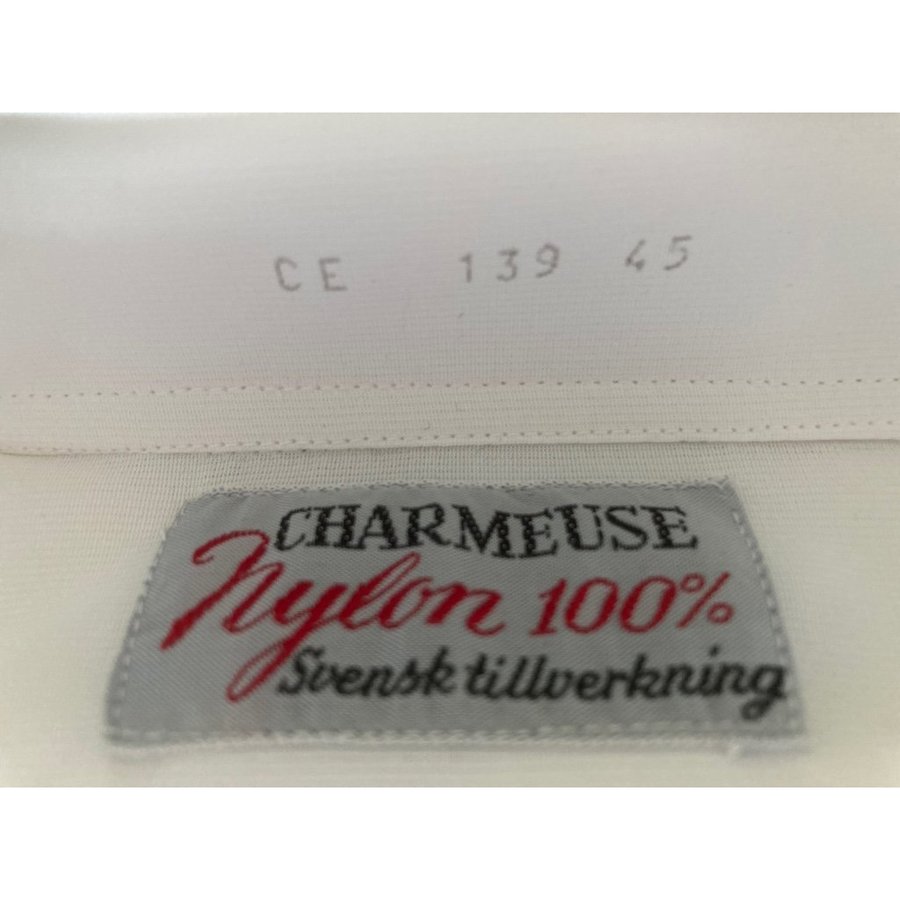 CE 139 45
CHARMEUSE
Nylon 100%
Svensk tillverkning